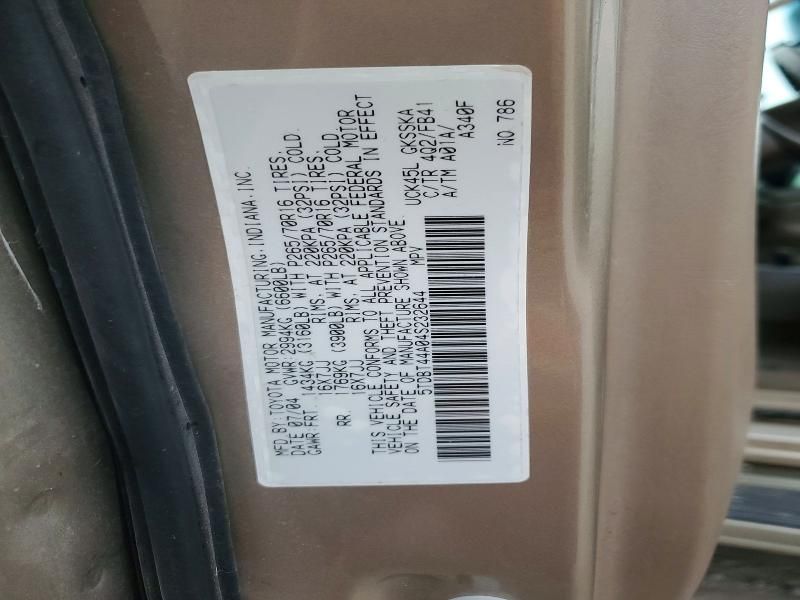 MFD.BY:TOYOTA MOTOR MANUFACTURING,INDIANA,INC.
DATE:07/04 GVWR:2994KG (6600LB)
GAWR:FRT. 1434KG (3160LB) WITH P265/70R16 TIRES,
16X7JJ RIMS, AT 220KPA (32PSI) COLD.
RR. 1769KG (3900LB) WITH P265/70R16 TIRES,
16X7JJ RIMS, AT 220KPA (32PSI) COLD.
THIS VEHICLE CONFORMS TO ALL APPLICABLE FEDERAL MOTOR
VEHICLE SAFETY AND THEFT PREVENTION STANDARDS IN EFFECT
ON THE DATE OF MANUFACTURE SHOWN ABOVE.
5TDBT44A04S232644 MPV
UCK45L GKSSKA
C/TR 4Q2/FB41
A/TM A01A/
A340F
NO 786